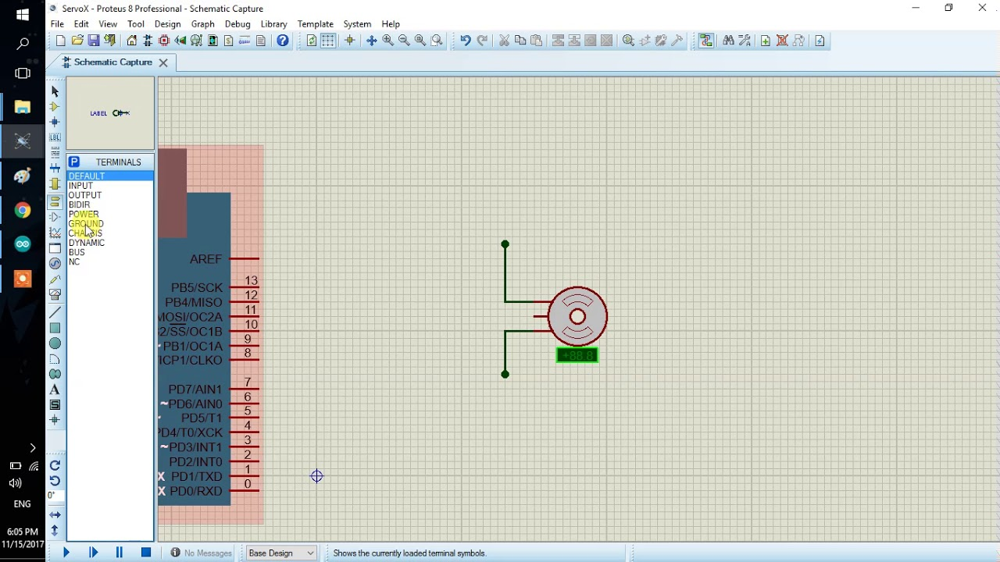 ServoX - Proteus 8 Professional - Schematic Capture
File Edit View Tool Design Graph Debug Library Template System Help
Schematic Capture
LABEL
P TERMINALS
DEFAULT
INPUT
OUTPUT
BIDIR
POWER
GROUND
CHASSIS
DYNAMIC
BUS
NC
LBL
A
S
0°
AREF
PB5/SCK 13
PB4/MISO 12
MOSI/OC2A 11
2/SS/OC1B 10
~PB1/OC1A 9
ICP1/CLKO 8
PD7/AIN1 7
~PD6/AIN0 6
PD5/T1 5
PD4/T0/XCK 4
~PD3/INT1 3
PD2/INT0 2
X PD1/TXD 1
X PD0/RXD 0
+88.8
ENG
6:05 PM
11/15/2017
No Messages
Base Design
Shows the currently loaded terminal symbols.